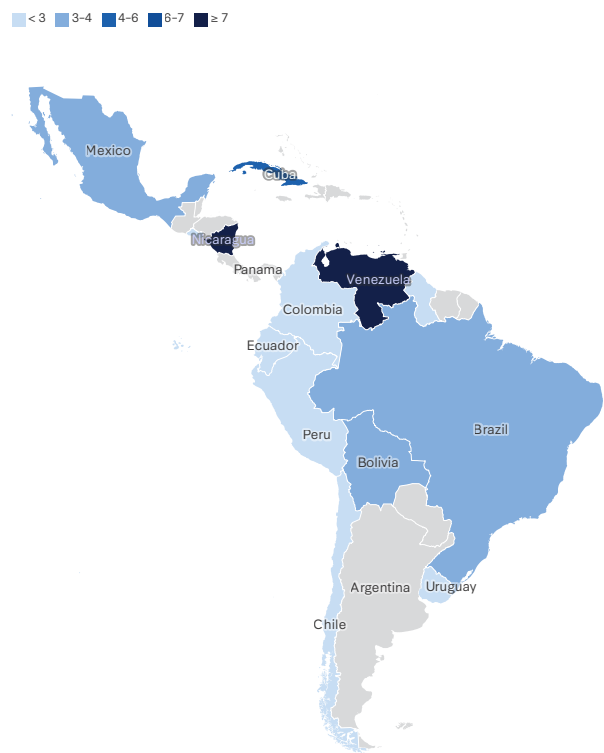 < 3 3-4 4-6 6-7 ≥ 7
Mexico
Cuba
Nicaragua
Panama
Venezuela
Colombia
Ecuador
Peru
Brazil
Bolivia
Argentina
Uruguay
Chile